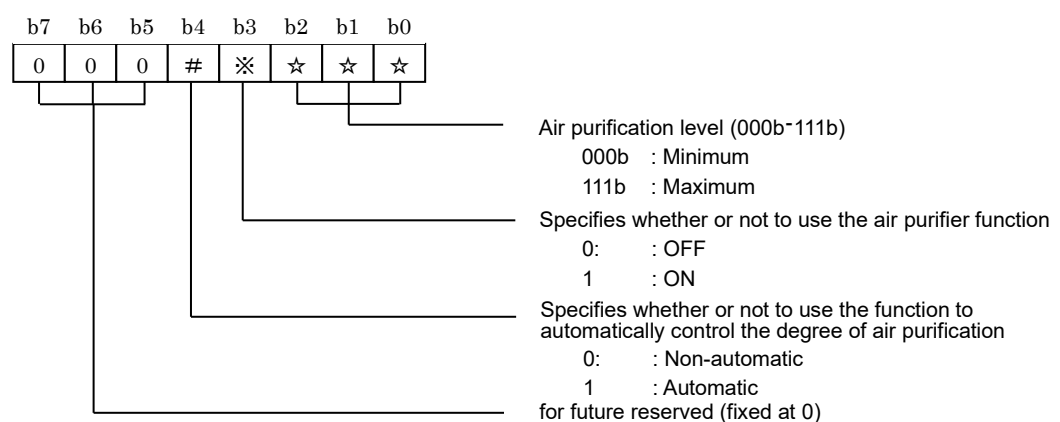 b7 b6 b5 b4 b3 b2 b1 b0
0 0 0 # ※ ☆ ☆ ☆
Air purification level (000b-111b)
000b : Minimum
111b : Maximum
Specifies whether or not to use the air purifier function
0: : OFF
1 : ON
Specifies whether or not to use the function to
automatically control the degree of air purification
0: : Non-automatic
1 : Automatic
for future reserved (fixed at 0)